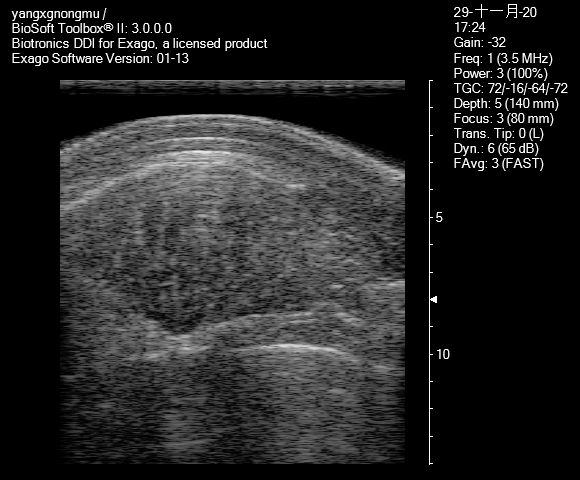 yangxgnongmu /
BioSoft Toolbox® II: 3.0.0.0
Biotronics DDI for Exago, a licensed product
Exago Software Version: 01-13
29-十一月-20
17:24
Gain: -32
Freq: 1 (3.5 MHz)
Power: 3 (100%)
TGC: 72/-16/-64/-72
Depth: 5 (140 mm)
Focus: 3 (80 mm)
Trans. Tip: 0 (L)
Dyn.: 6 (65 dB)
FAvg: 3 (FAST)
5
10